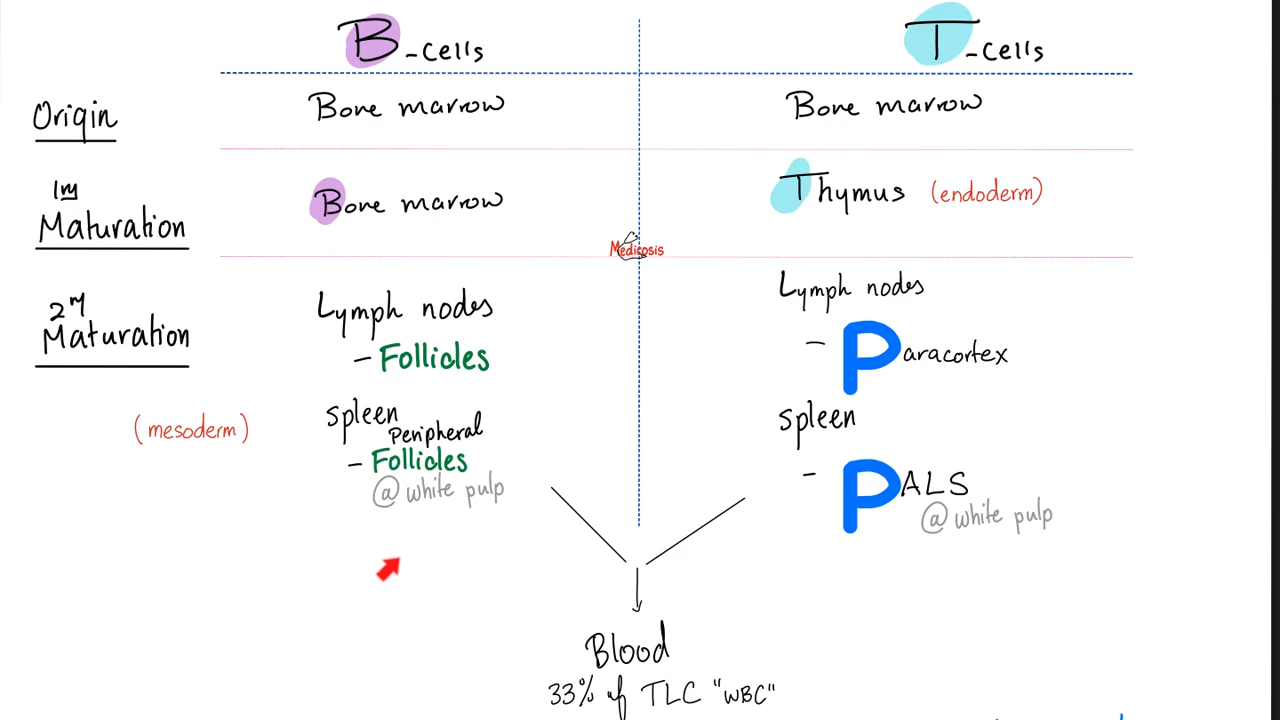 B-cells
T-cells
Origin
Bone marrow
Bone marrow
1ry
Maturation
Bone marrow
Thymus (endoderm)
Medicosis
2ry
Maturation
Lymph nodes
- Follicles
Lymph nodes
- Paracortex
(mesoderm)
spleen
Peripheral
- Follicles
@ white pulp
spleen
- PALS
@ white pulp
Blood
33% of TLC "WBC"